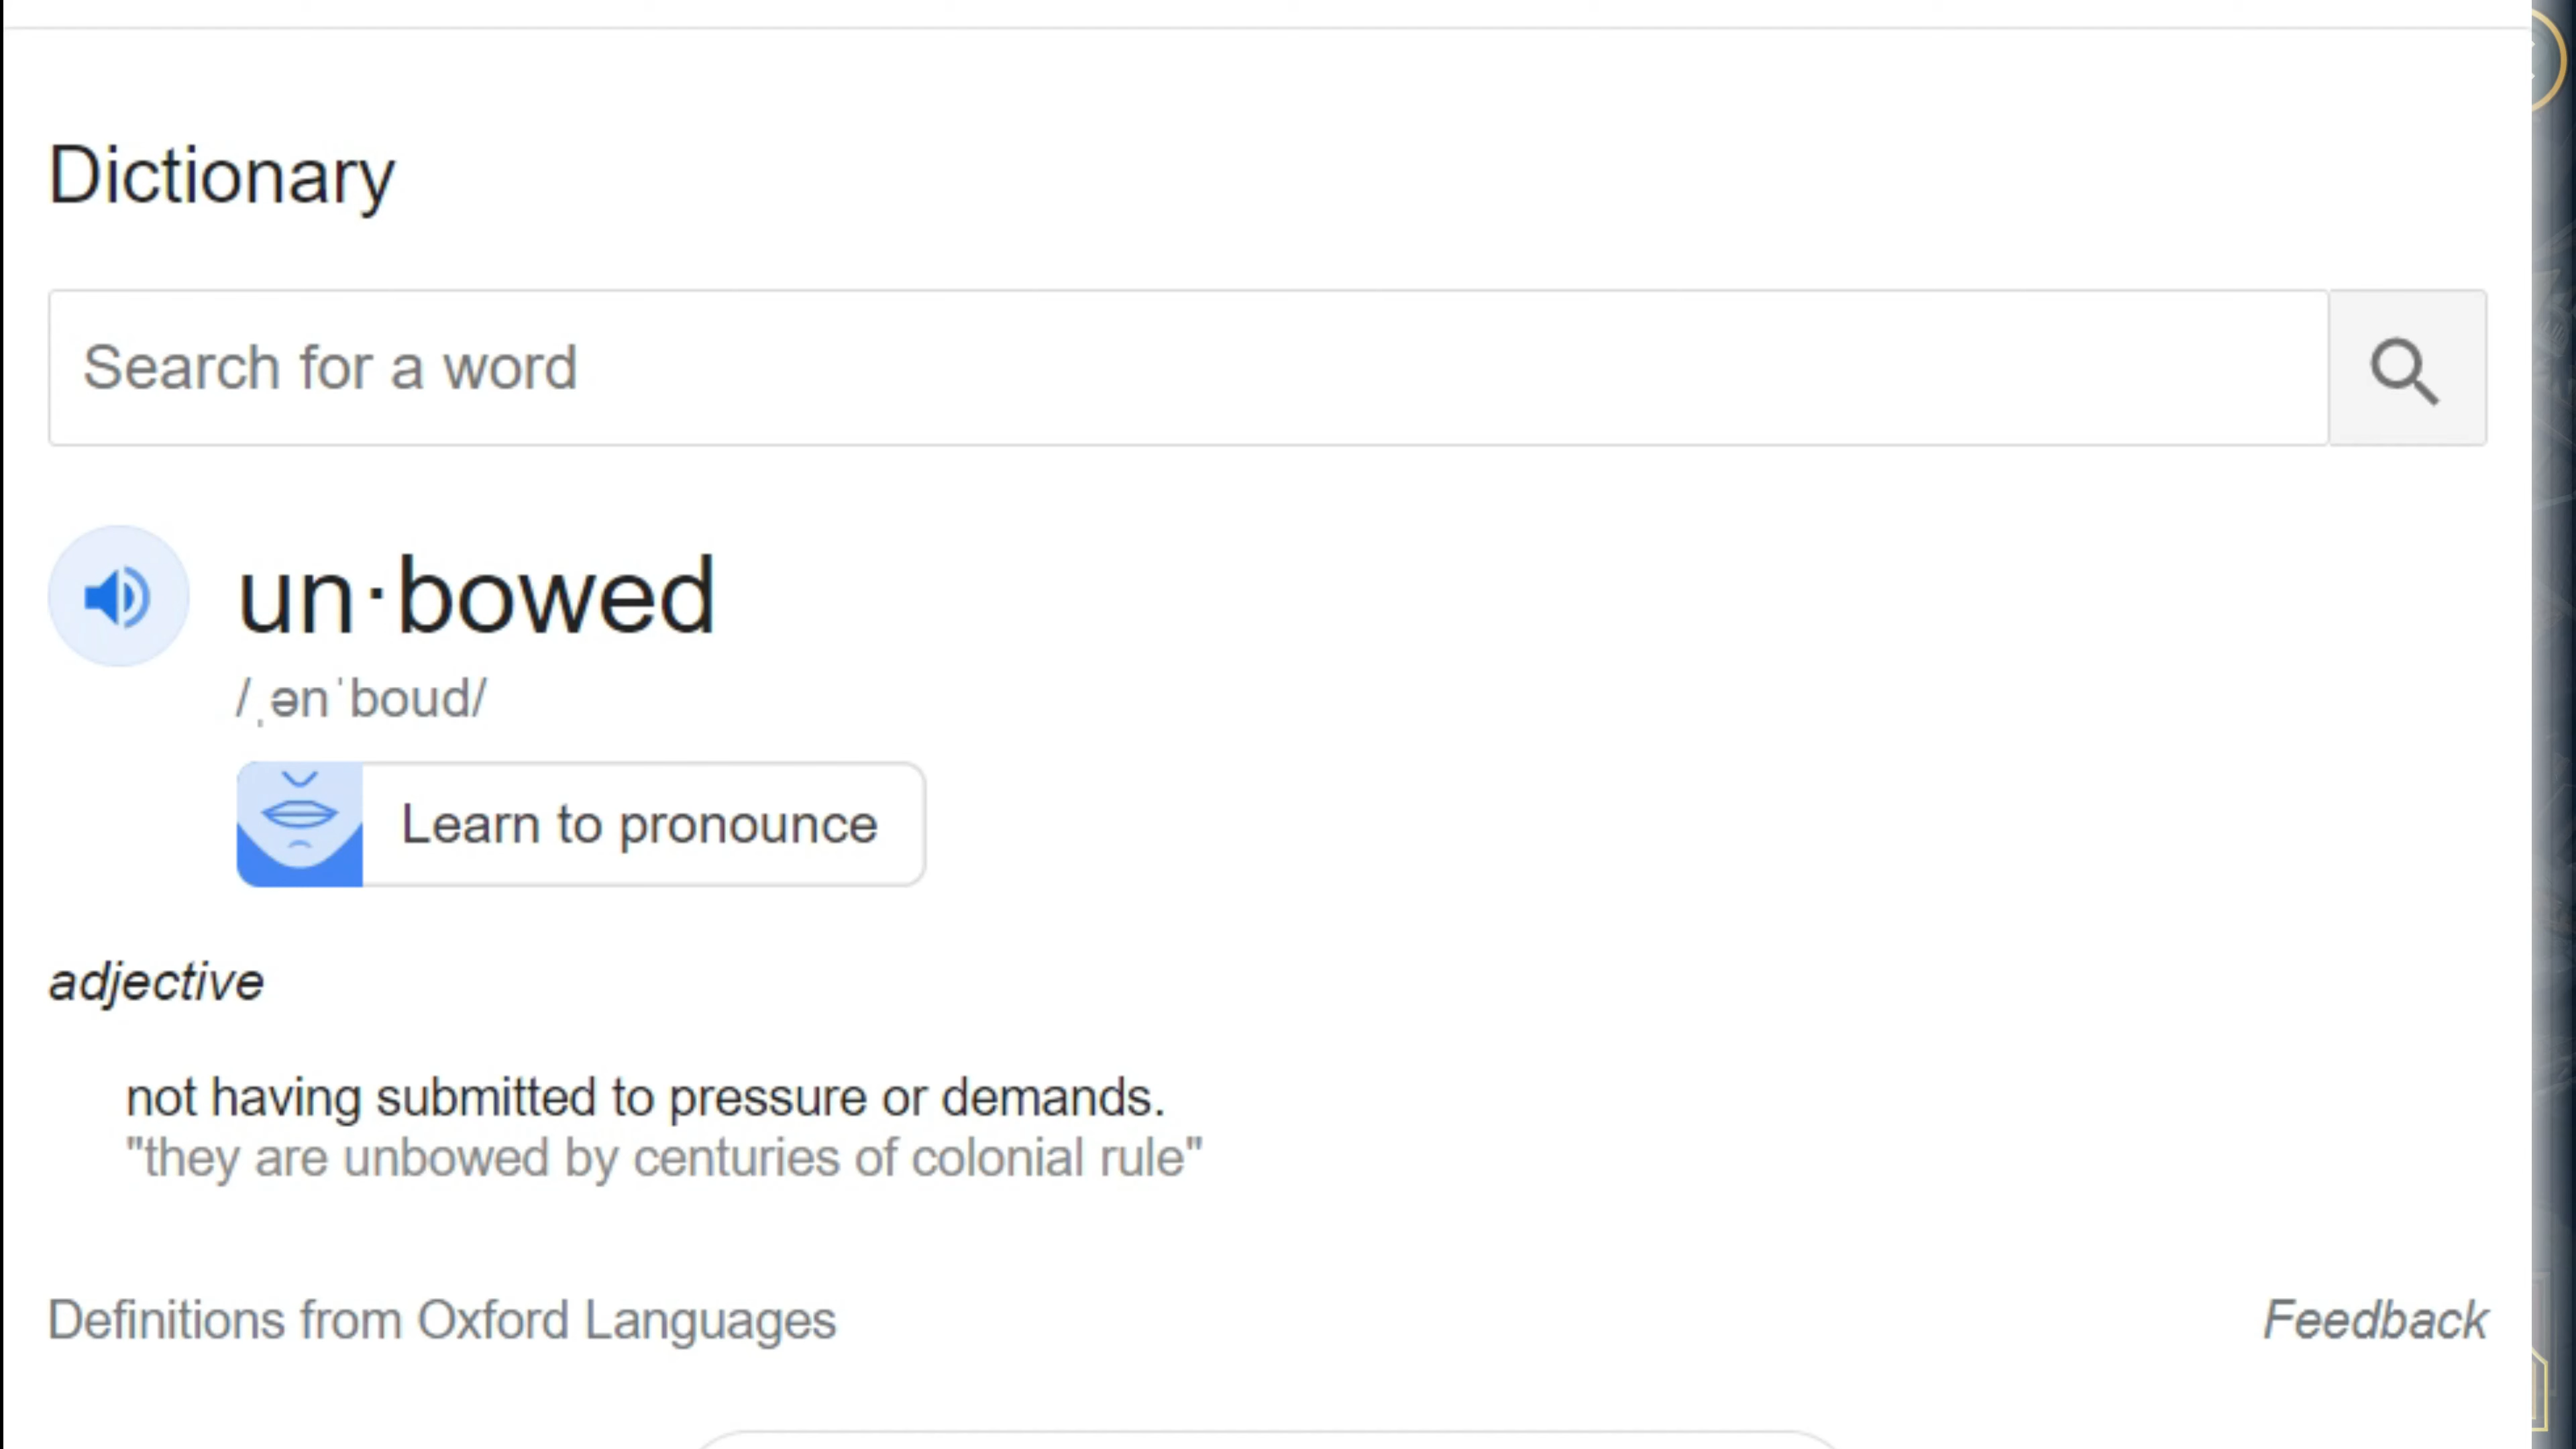 Dictionary
Search for a word
un·bowed
/ˌənˈboud/
Learn to pronounce
adjective
not having submitted to pressure or demands.
"they are unbowed by centuries of colonial rule"
Definitions from Oxford Languages
Feedback